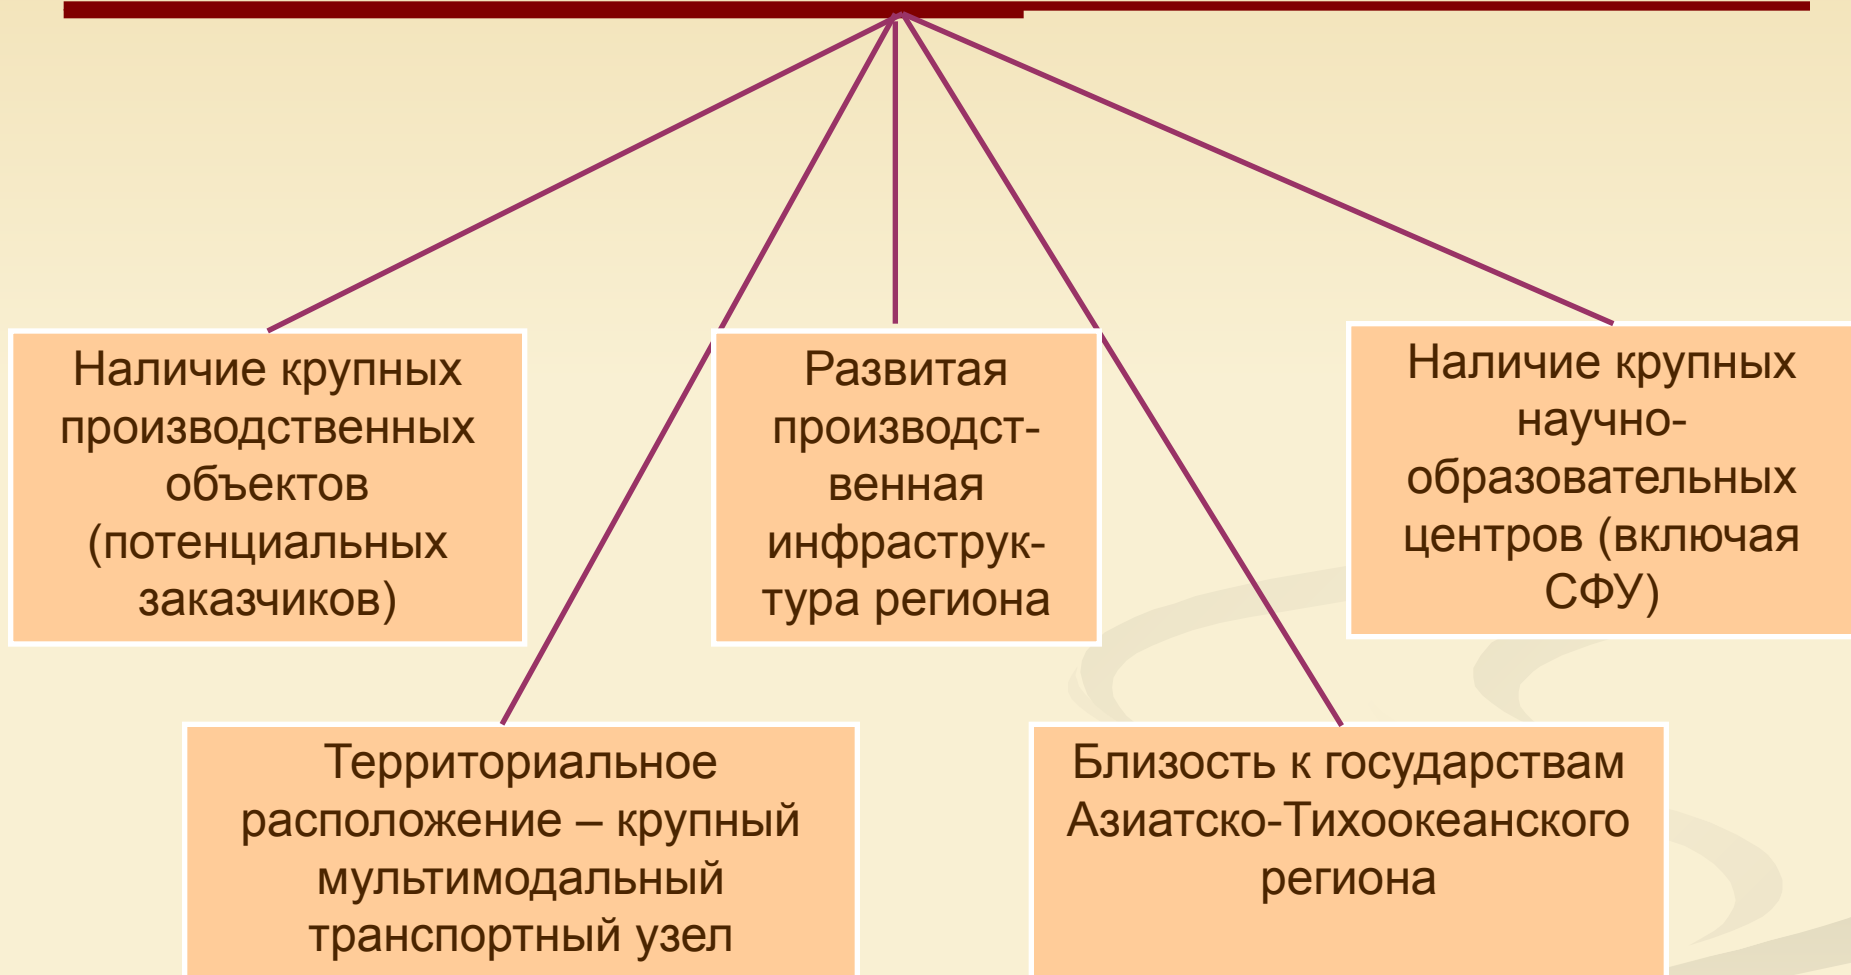 Наличие крупных
производственных
объектов
(потенциальных
заказчиков)
Развитая
производст-
венная
инфраструк-
тура региона
Наличие крупных
научно-
образовательных
центров (включая
СФУ)
Территориальное
расположение – крупный
мультимодальный
транспортный узел
Близость к государствам
Азиатско-Тихоокеанского
региона